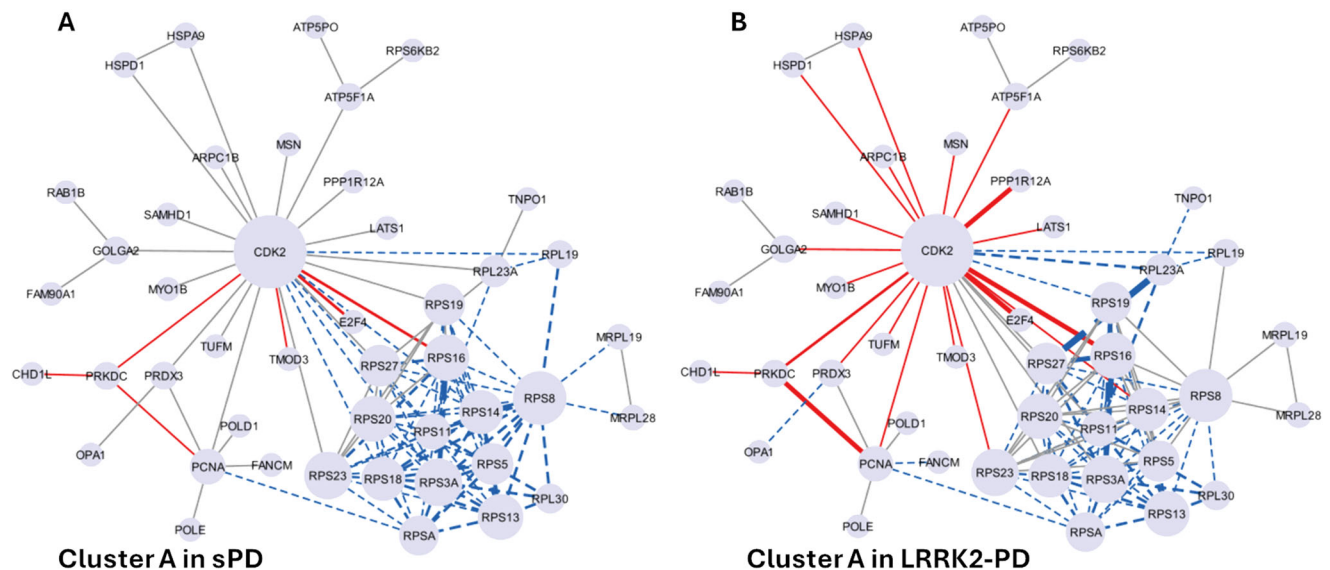 A
HSPA9
ATP5PO
RPS6KB2
HSPD1
ATP5F1A
MSN
ARPC1B
PPP1R12A
RAB1B
TNPO1
SAMHD1
LATS1
GOLGA2
CDK2
RPL19
RPL23A
MYO1B
FAM90A1
RPS19
E2F4
MRPL19
TUFM
TMOD3
RPS27
RPS16
CHD1L
PRKDC
PRDX3
RPS8
RPS14
RPS20
MRPL28
POLD1
RPS11
OPA1
PCNA
FANCM
RPS5
RPS23
RPS18
RPS3A
RPL30
RPS13
POLE
RPSA
Cluster A in sPD
B
HSPA9
ATP5PO
RPS6KB2
HSPD1
ATP5F1A
MSN
ARPC1B
PPP1R12A
RAB1B
TNPO1
SAMHD1
LATS1
GOLGA2
CDK2
RPL19
RPL23A
MYO1B
FAM90A1
RPS19
E2F4
MRPL19
TUFM
TMOD3
RPS27
RPS16
CHD1L
PRKDC
PRDX3
RPS8
RPS14
RPS20
MRPL28
POLD1
RPS11
OPA1
PCNA
FANCM
RPS5
RPS23
RPS18
RPS3A
RPL30
RPS13
POLE
RPSA
Cluster A in LRRK2-PD